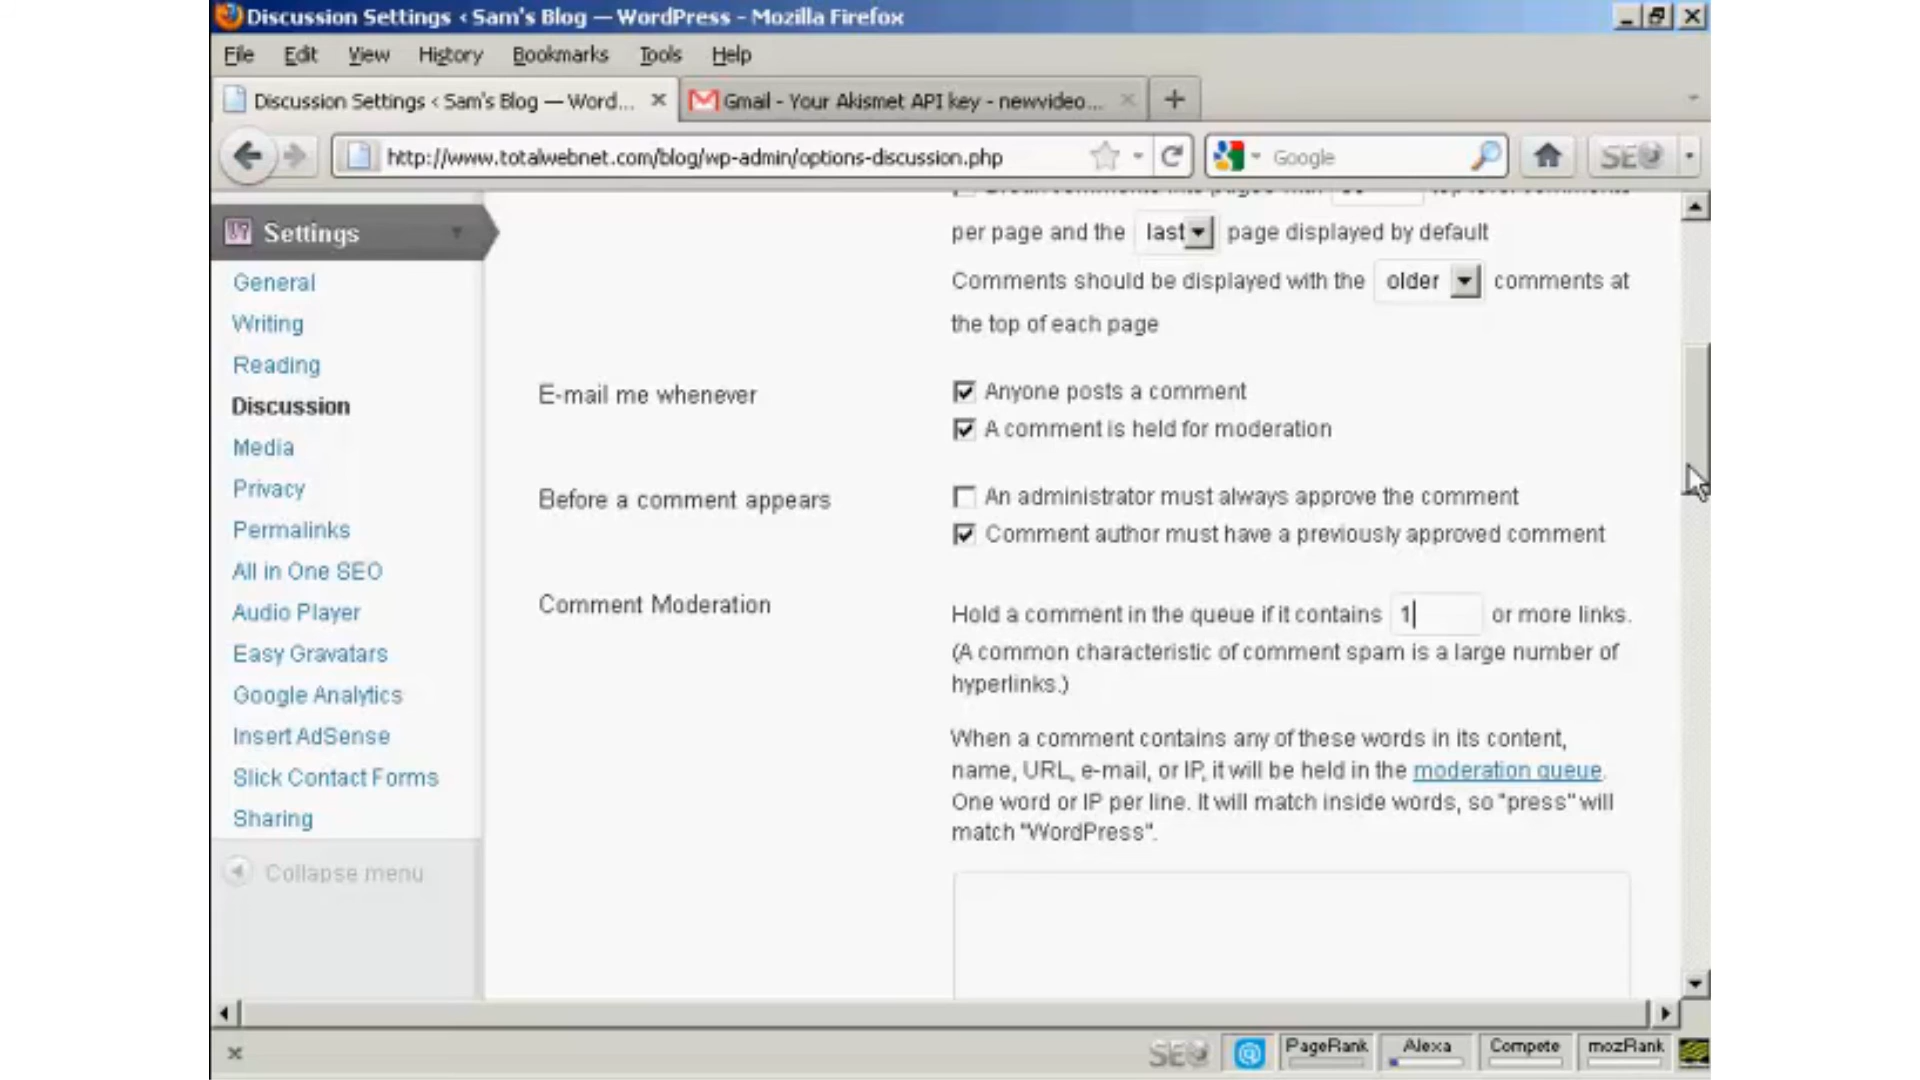 Discussion Settings ‹ Sam's Blog — WordPress - Mozilla Firefox
File Edit View History Bookmarks Tools Help
Discussion Settings ‹ Sam's Blog — Word...
Gmail - Your Akismet API key - newvideo...
http://www.totalwebnet.com/blog/wp-admin/options-discussion.php
Google
SEO
Settings
General
Writing
Reading
Discussion
Media
Privacy
Permalinks
All in One SEO
Audio Player
Easy Gravatars
Google Analytics
Insert AdSense
Slick Contact Forms
Sharing
Collapse menu
per page and the last page displayed by default
Comments should be displayed with the older comments at
the top of each page
E-mail me whenever
Anyone posts a comment
A comment is held for moderation
Before a comment appears
An administrator must always approve the comment
Comment author must have a previously approved comment
Comment Moderation
Hold a comment in the queue if it contains 1 or more links.
(A common characteristic of comment spam is a large number of
hyperlinks.)
When a comment contains any of these words in its content,
name, URL, e-mail, or IP, it will be held in the moderation queue.
One word or IP per line. It will match inside words, so "press" will
match "WordPress".
SEO
PageRank
Alexa
Compete
mozRank